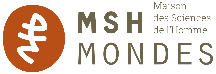 MSH
Maison
des Sciences
de l'Homme
MONDES